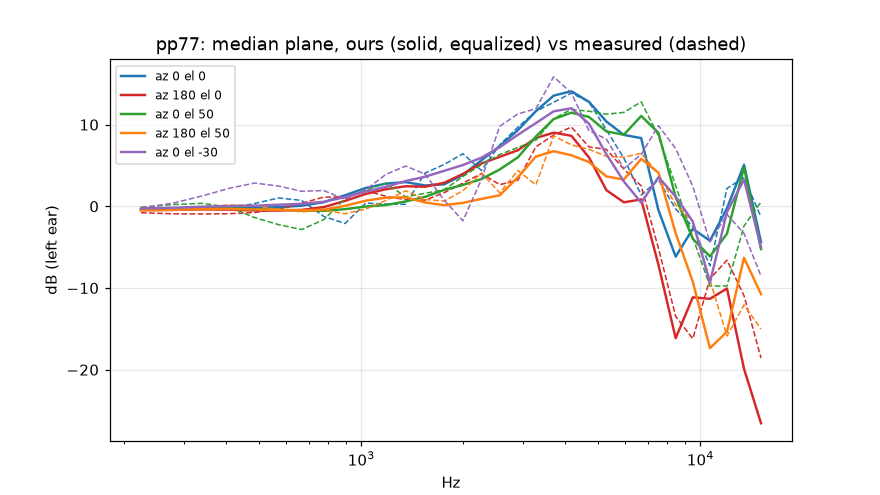 pp77: median plane, ours (solid, equalized) vs measured (dashed)
az 0 el 0
az 180 el 0
az 0 el 50
az 180 el 50
az 0 el -30
10
0
−10
−20
dB (left ear)
10³
10⁴
Hz